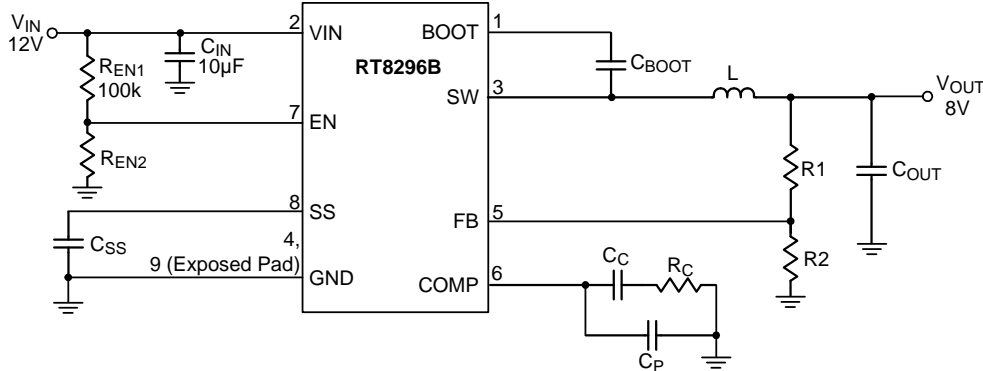 VIN
12V
REN1
100k
REN2
CIN
10µF
CSS
2
VIN
7
EN
8
SS
4,
9 (Exposed Pad)
GND
RT8296B
BOOT
1
SW
3
FB
5
COMP
6
CBOOT
L
VOUT
8V
R1
COUT
R2
CC
RC
CP